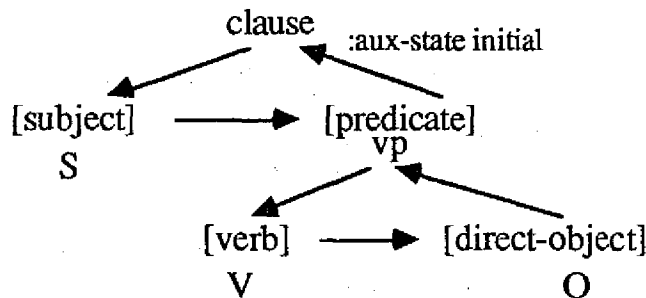 clause
:aux-state initial
[subject] [predicate]
S vp
[verb] [direct-object]
V O